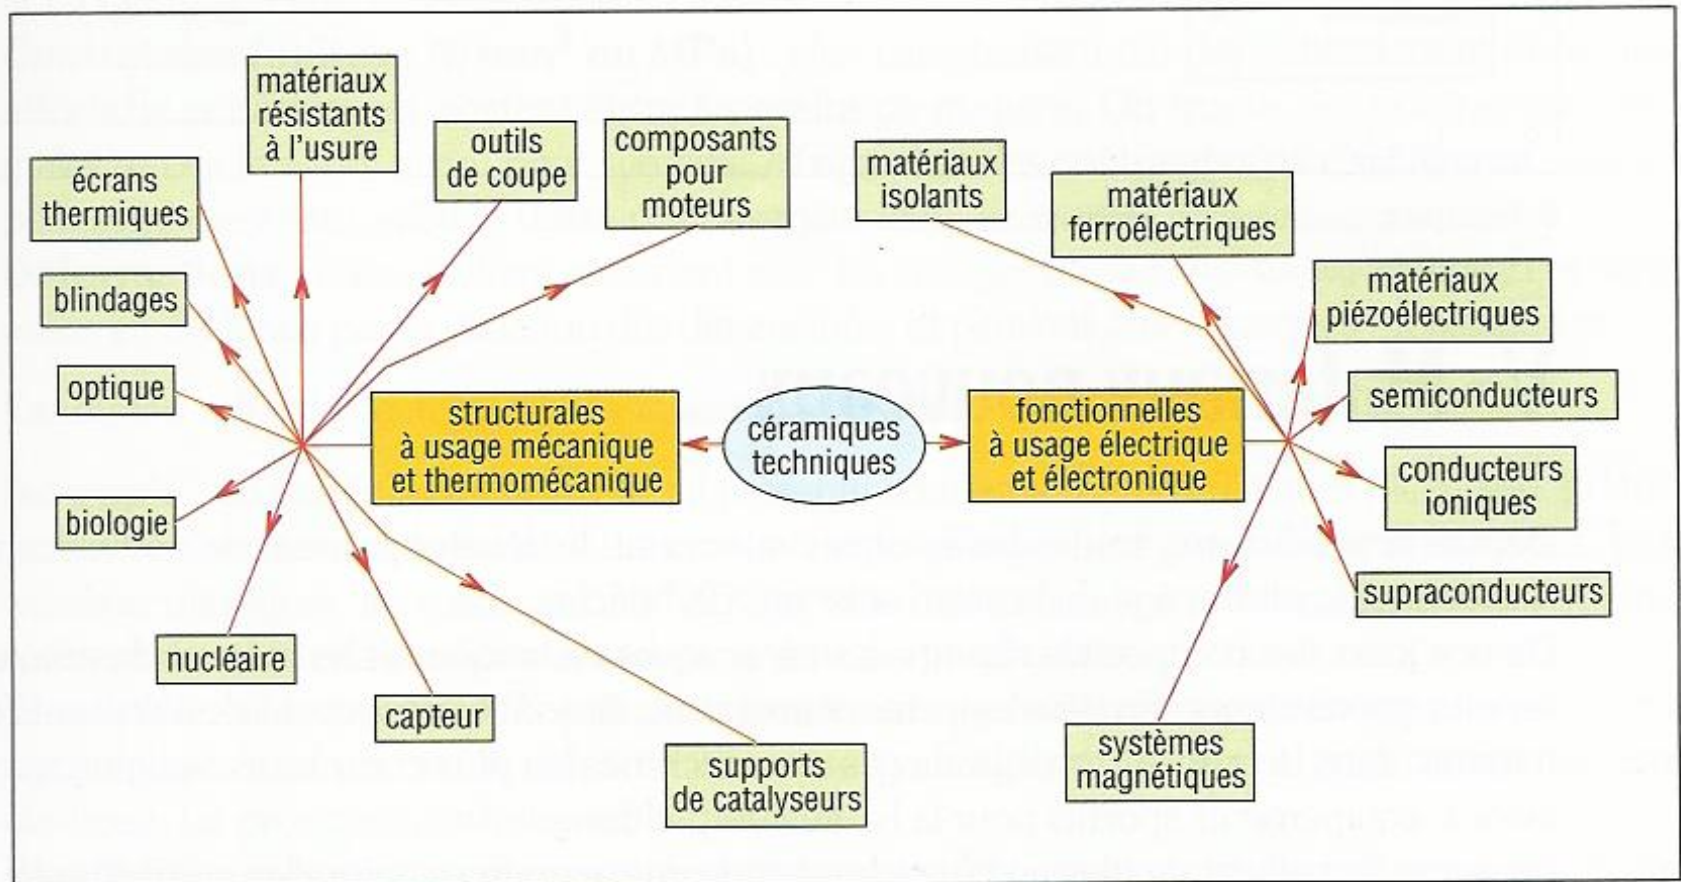 matériaux
résistants
à l'usure
outils
de coupe
composants
pour
moteurs
matériaux
isolants
écrans
thermiques
matériaux
ferroélectriques
blindages
matériaux
piézoélectriques
optique
structurales
à usage mécanique
et thermomécanique
céramiques
techniques
fonctionnelles
à usage électrique
et électronique
semiconducteurs
conducteurs
ioniques
biologie
supraconducteurs
nucléaire
capteur
supports
de catalyseurs
systèmes
magnétiques